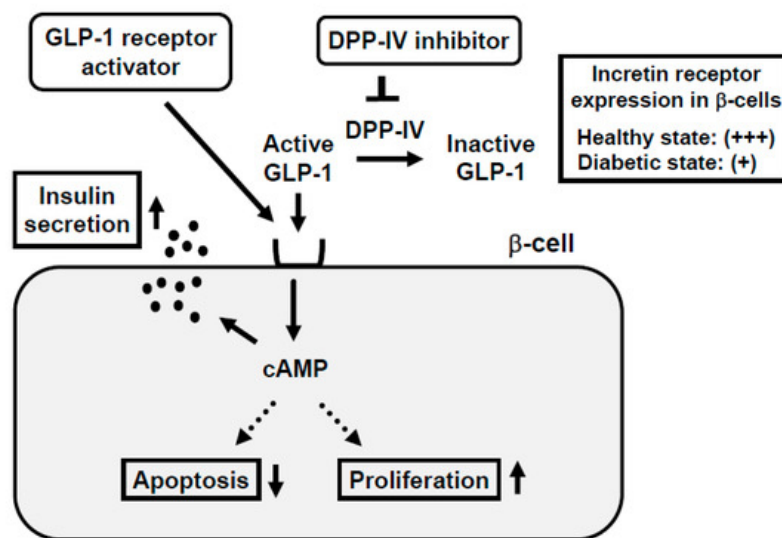 GLP-1 receptor
activator
DPP-IV inhibitor
Incretin receptor
expression in β-cells
Healthy state: (+++)
Diabetic state: (+)
DPP-IV
Active
GLP-1
Inactive
GLP-1
Insulin
secretion
β-cell
cAMP
Apoptosis
Proliferation